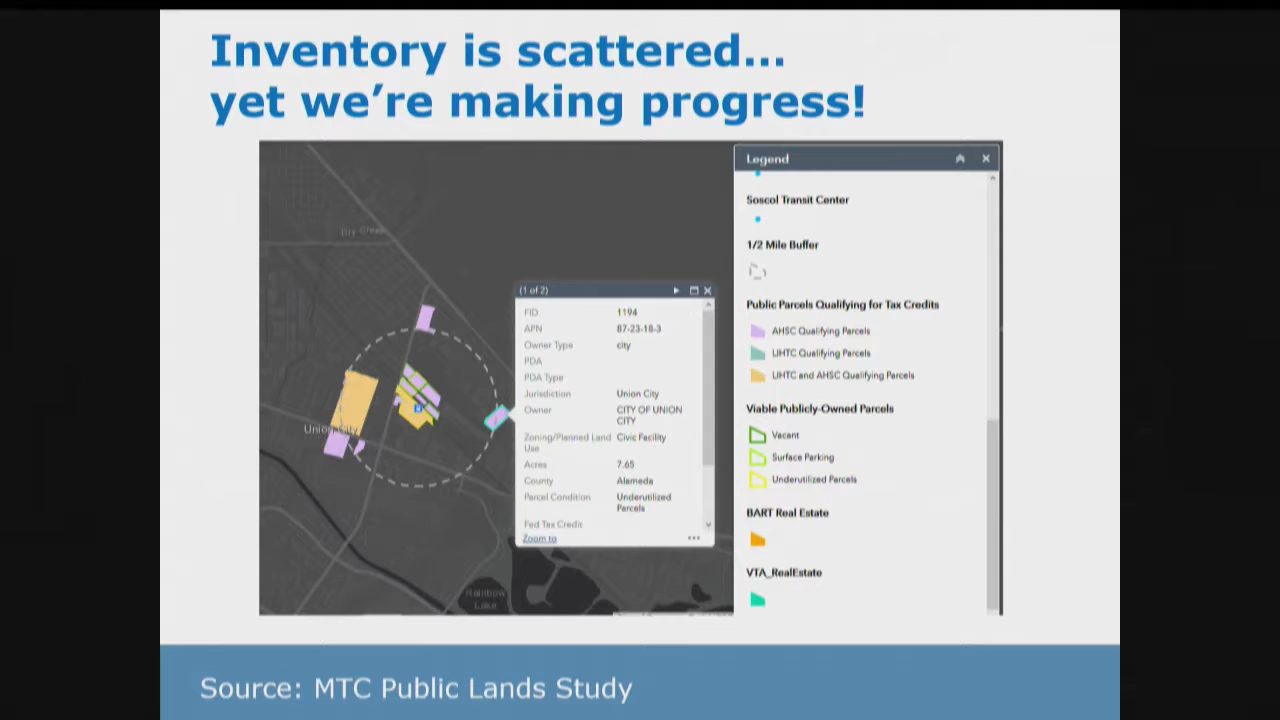 Inventory is scattered...
yet we're making progress!
Legend
Soscol Transit Center
1/2 Mile Buffer
Public Parcels Qualifying for Tax Credits
AHSC Qualifying Parcels
LIHTC Qualifying Parcels
LIHTC and AHSC Qualifying Parcels
Viable Publicly-Owned Parcels
Vacant
Surface Parking
Underutilized Parcels
BART Real Estate
VTA_RealEstate
Union City
Rainbow
Lake
(1 of 2)
FID 1194
APN 87-23-18-3
Owner Type city
PDA
PDA Type
Jurisdiction Union City
Owner CITY OF UNION
CITY
Zoning/Planned Land Civic Facility
Use
Acres 7.65
County Alameda
Parcel Condition Underutilized
Parcels
Fed Tax Credit
Zoom to
Source: MTC Public Lands Study